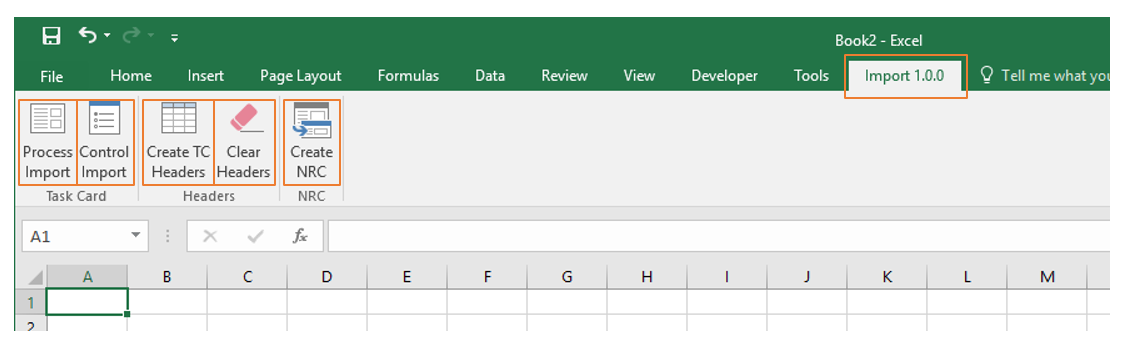 Book2 - Excel
File Home Insert Page Layout Formulas Data Review View Developer Tools Import 1.0.0 Tell me what you
Process Control Create TC Clear Create
Import Import Headers Headers NRC
Task Card Headers NRC
A1 fx
A B C D E F G H I J K L M
1
2